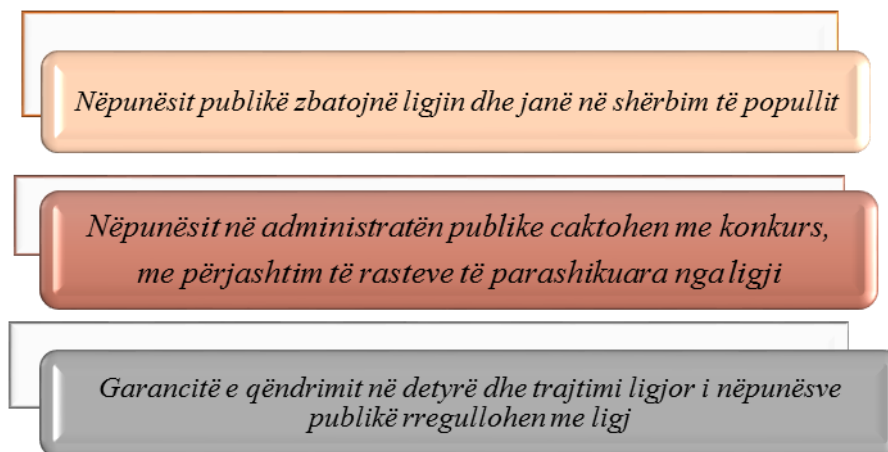 Nëpunësit publikë zbatojnë ligjin dhe janë në shërbim të popullit
Nëpunësit në administratën publike caktohen me konkurs,
me përjashtim të rasteve të parashikuara nga ligji
Garancitë e qëndrimit në detyrë dhe trajtimi ligjor i nëpunësve
publikë rregullohen me ligj